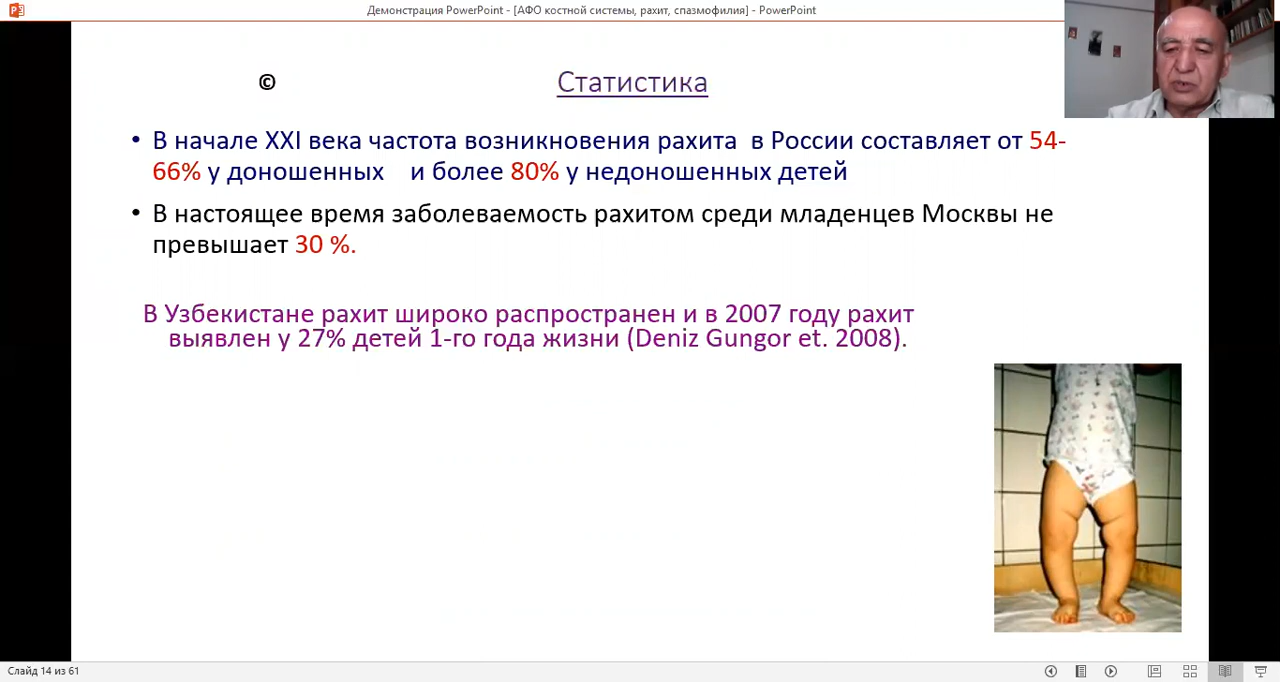 Демонстрация PowerPoint - [АФО костной системы, рахит, спазмофилия] - PowerPoint
©
Статистика
• В начале XXI века частота возникновения рахита в России составляет от 54-
66% у доношенных и более 80% у недоношенных детей
• В настоящее время заболеваемость рахитом среди младенцев Москвы не
превышает 30 %.
В Узбекистане рахит широко распространен и в 2007 году рахит
выявлен у 27% детей 1-го года жизни (Deniz Gungor et. 2008).
Слайд 14 из 61